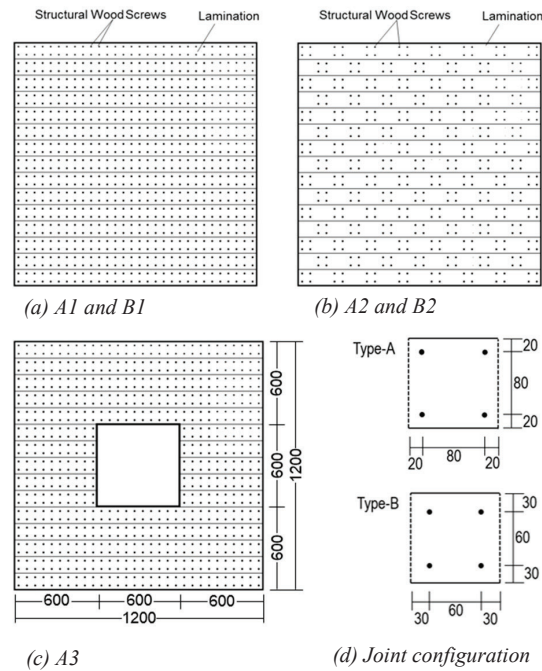 Structural Wood Screws Lamination
Structural Wood Screws Lamination
(a) A1 and B1
(b) A2 and B2
600
600
600
1200
600 600 600
1200
(c) A3
Type-A
20
80
20
20 80 20
Type-B
30
60
30
30 60 30
(d) Joint configuration